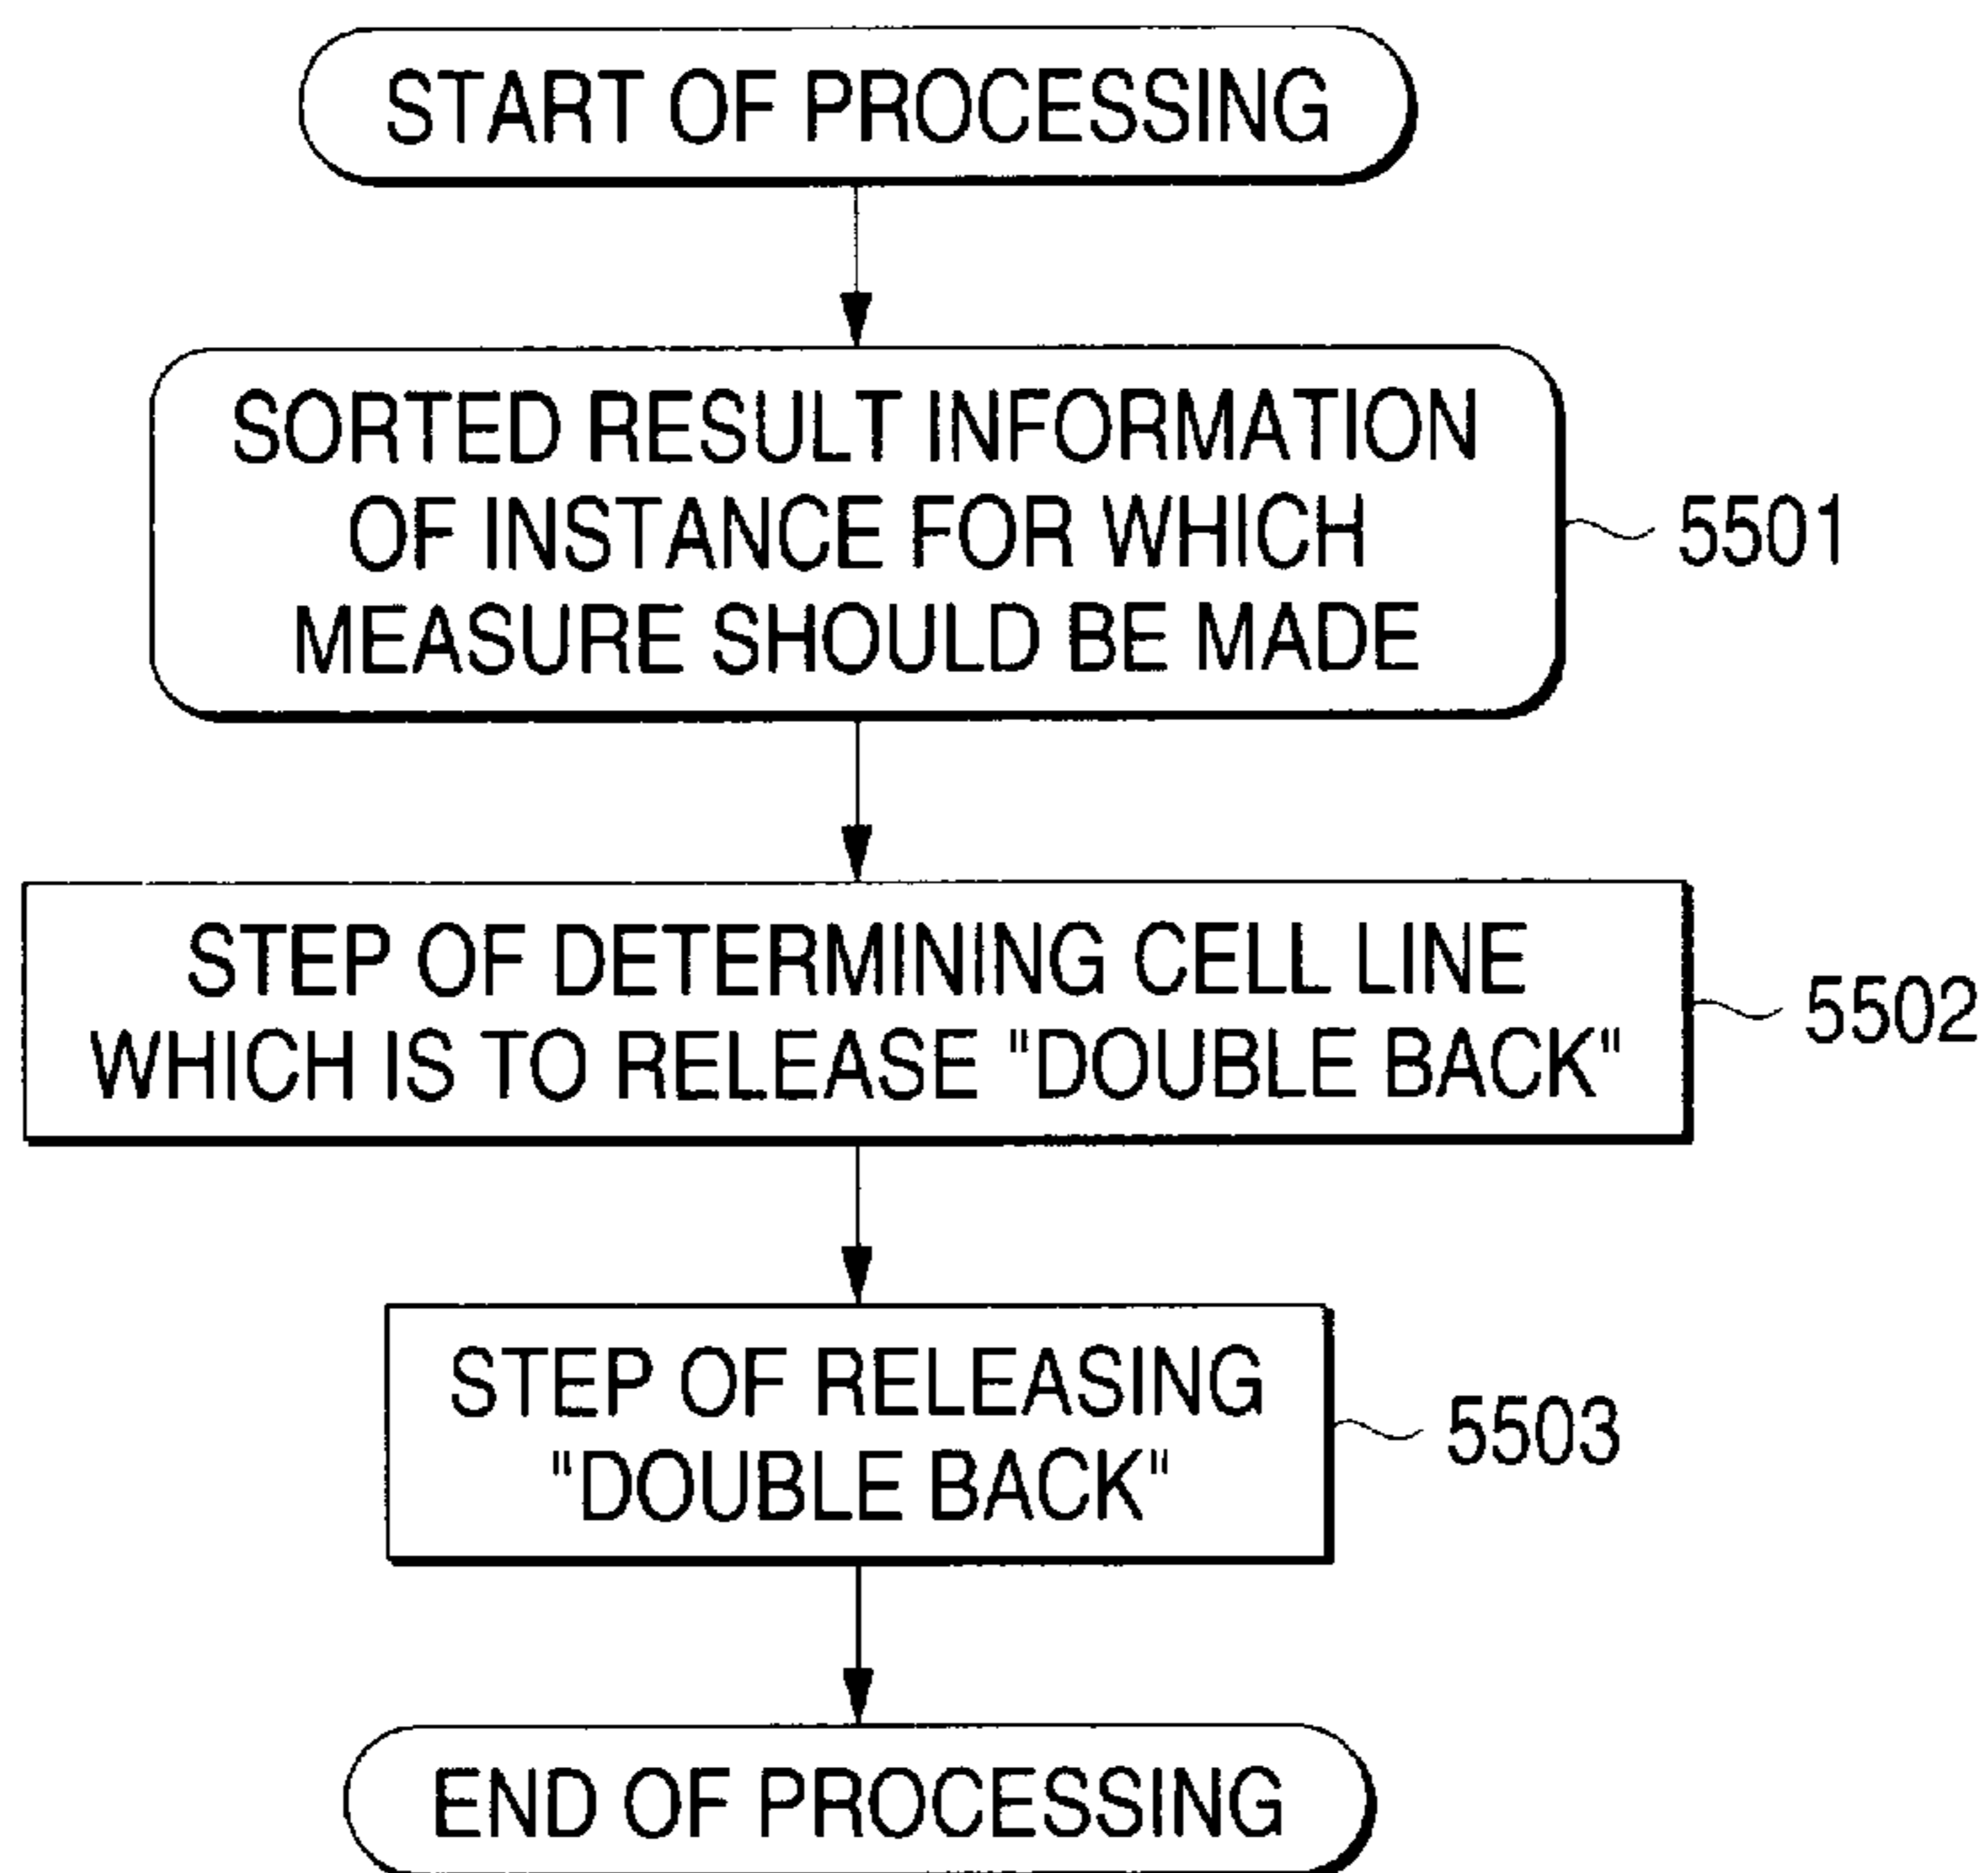 START OF PROCESSING
SORTED RESULT INFORMATION
OF INSTANCE FOR WHICH
MEASURE SHOULD BE MADE
5501
STEP OF DETERMINING CELL LINE
WHICH IS TO RELEASE "DOUBLE BACK"
5502
STEP OF RELEASING
"DOUBLE BACK"
5503
END OF PROCESSING